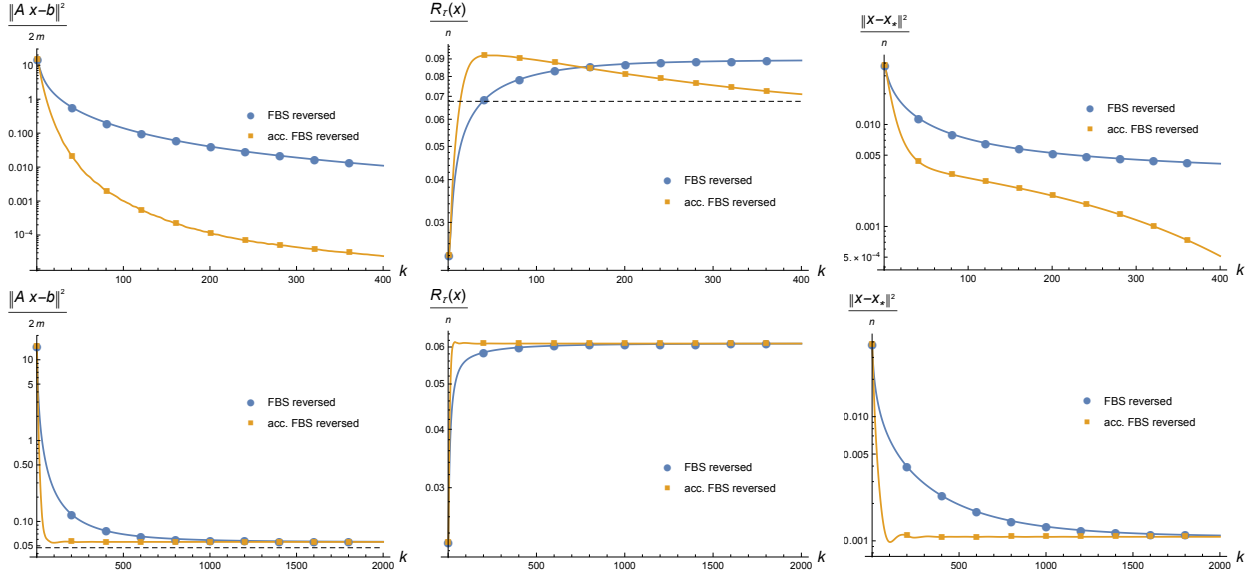 ‖A x-b‖²
2 m
10
1
0.100
0.010
0.001
10⁻⁴
100
200
300
400
k
FBS reversed
acc. FBS reversed
R_τ(x)
n
0.09
0.08
0.07
0.06
0.05
0.04
0.03
100
200
300
400
k
FBS reversed
acc. FBS reversed
‖x-x_*‖²
n
0.010
0.005
0.001
5.×10⁻⁴
100
200
300
400
k
FBS reversed
acc. FBS reversed
‖A x-b‖²
2 m
10
5
1
0.50
0.10
0.05
500
1000
1500
2000
k
FBS reversed
acc. FBS reversed
R_τ(x)
n
0.06
0.05
0.04
0.03
500
1000
1500
2000
k
FBS reversed
acc. FBS reversed
‖x-x_*‖²
n
0.010
0.005
0.001
500
1000
1500
2000
k
FBS reversed
acc. FBS reversed